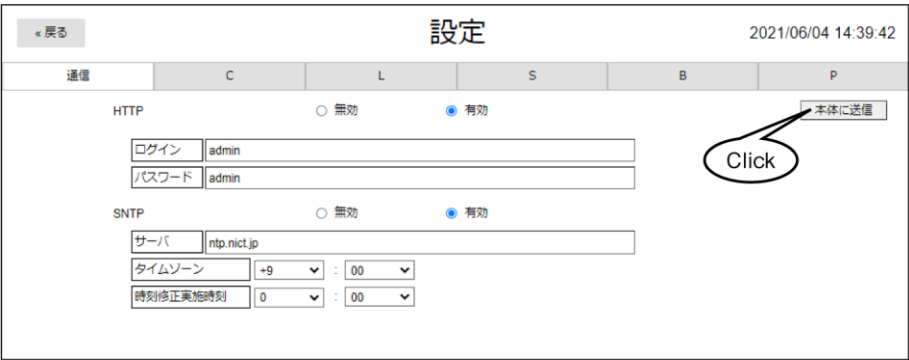 « 戻る 設定 2021/06/04 14:39:42
通信 C L S B P
HTTP 無効 有効 本体に送信
Click
ログイン admin
パスワード admin
SNTP 無効 有効
サーバ ntp.nict.jp
タイムゾーン +9 : 00
時刻修正実施時刻 0 : 00